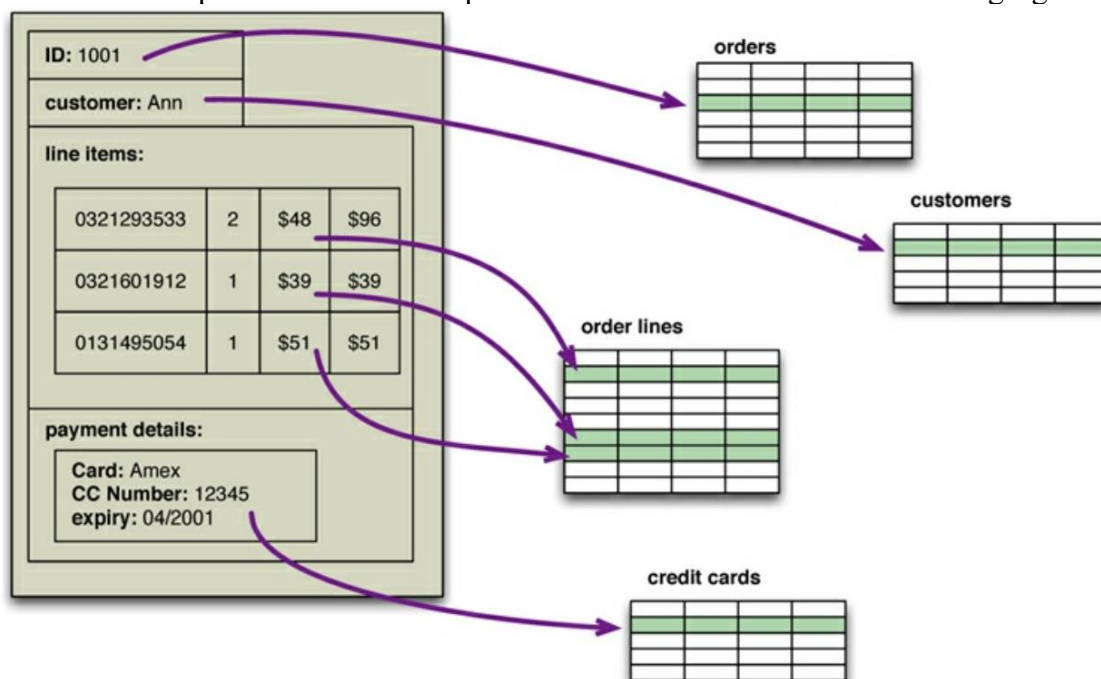 ID: 1001
customer: Ann
line items:
0321293533 2 $48 $96
0321601912 1 $39 $39
0131495054 1 $51 $51
payment details:
Card: Amex
CC Number: 12345
expiry: 04/2001
orders
customers
order lines
credit cards